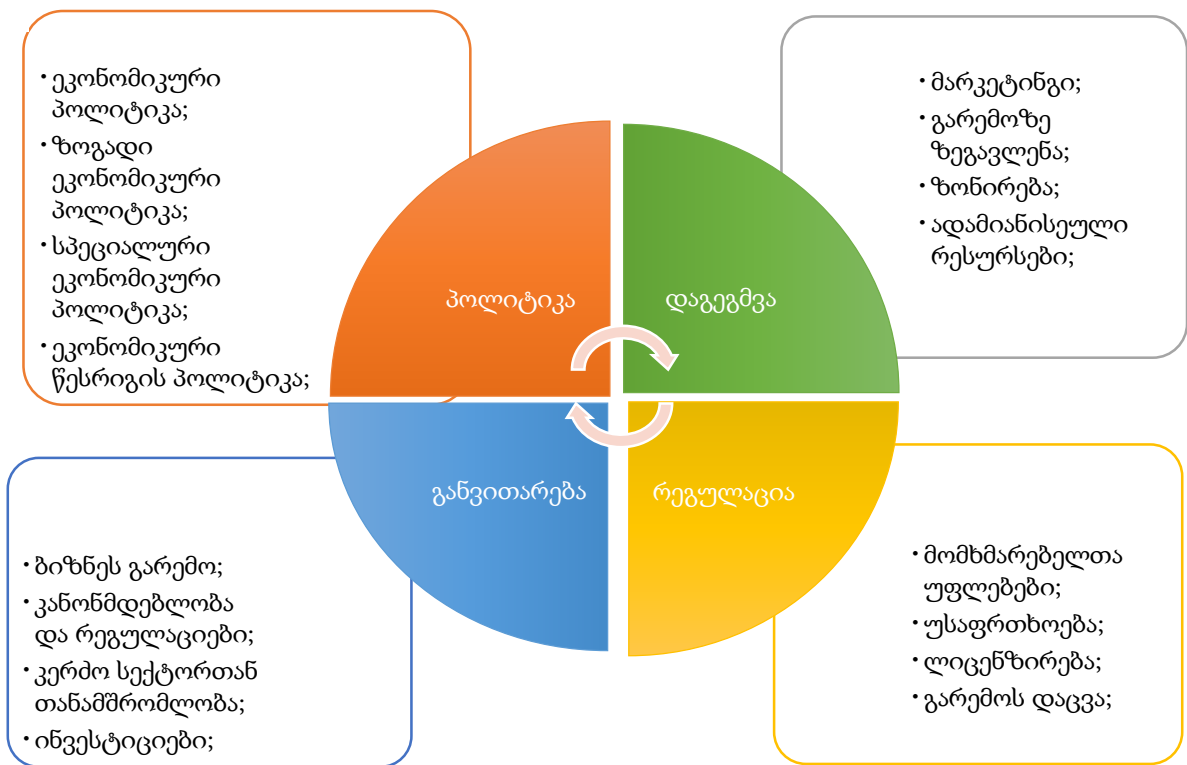 · ეკონომიკური
პოლიტიკა;
· ზოგადი
ეკონომიკური
პოლიტიკა;
· სპეციალური
ეკონომიკური
პოლიტიკა;
· ეკონომიკური
წესრიგის პოლიტიკა;
· მარკეტინგი;
· გარემოზე
ზეგავლენა;
· ზონირება;
· ადამიანისეული
რესურსები;
პოლიტიკა
დაგეგმვა
განვითარება
რეგულაცია
· ბიზნეს გარემო;
· კანონმდებლობა
და რეგულაციები;
· კერძო სექტორთან
თანამშრომლობა;
· ინვესტიციები;
· მომხმარებელთა
უფლებები;
· უსაფრთხოება;
· ლიცენზირება;
· გარემოს დაცვა;